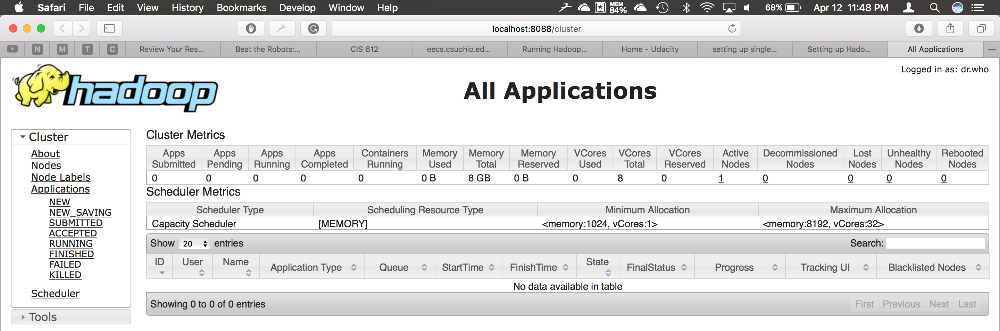 Safari File Edit View History Bookmarks Develop Window Help MEM 84% 68% Apr 12 11:48 PM
localhost:8088/cluster
N M T C Review Your Res... Beat the Robots:... CIS 612 eecs.csuohio.ed... Running Hadoop... Home - Udacity setting up single... Setting up Hado... All Applications
hadoop
Logged in as: dr.who
All Applications
Cluster
About
Nodes
Node Labels
Applications
NEW
NEW_SAVING
SUBMITTED
ACCEPTED
RUNNING
FINISHED
FAILED
KILLED
Scheduler
Tools
Cluster Metrics
Apps Submitted Apps Pending Apps Running Apps Completed Containers Running Memory Used Memory Total Memory Reserved VCores Used VCores Total VCores Reserved Active Nodes Decommissioned Nodes Lost Nodes Unhealthy Nodes Rebooted Nodes
0 0 0 0 0 0 B 8 GB 0 B 0 8 0 1 0 0 0 0
Scheduler Metrics
Scheduler Type Scheduling Resource Type Minimum Allocation Maximum Allocation
Capacity Scheduler [MEMORY] <memory:1024, vCores:1> <memory:8192, vCores:32>
Show 20 entries Search:
ID User Name Application Type Queue StartTime FinishTime State FinalStatus Progress Tracking UI Blacklisted Nodes
No data available in table
Showing 0 to 0 of 0 entries First Previous Next Last